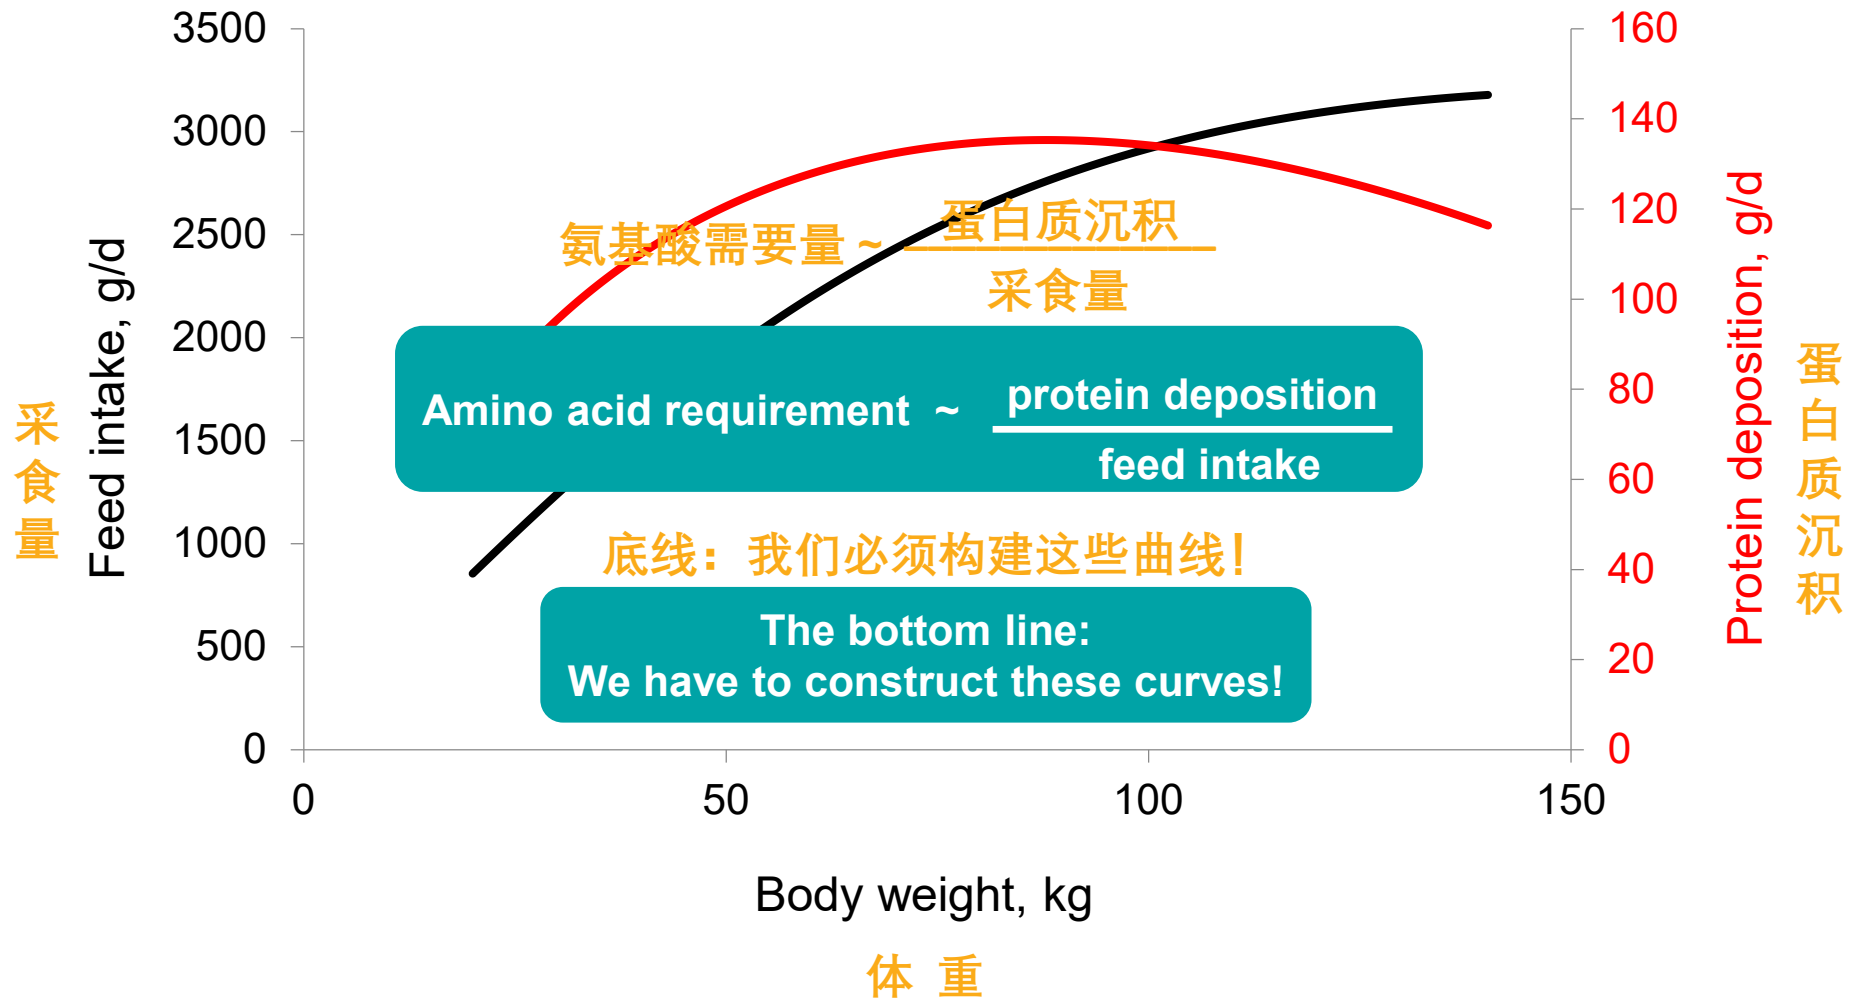 3500
3000
2500
2000
1500
1000
500
0
160
140
120
100
80
60
40
20
0
采食量
Feed intake, g/d
氨基酸需要量 ~ 蛋白质沉积
采食量
Amino acid requirement ~ protein deposition
feed intake
底线：我们必须构建这些曲线！
The bottom line:
We have to construct these curves!
Protein deposition, g/d
蛋白质沉积
0 50 100 150
Body weight, kg
体 重